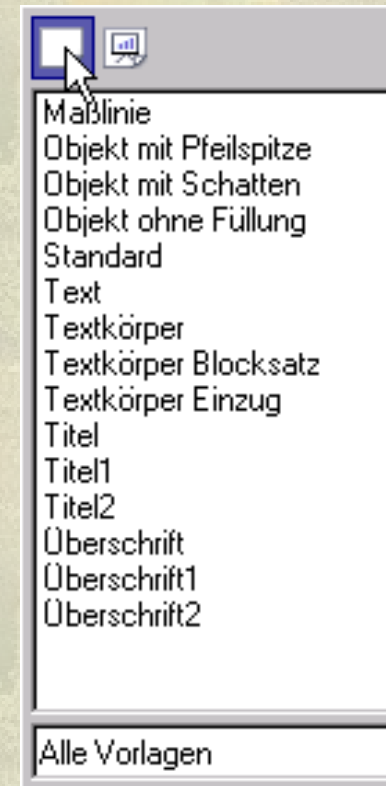 Maßlinie
Objekt mit Pfeilspitze
Objekt mit Schatten
Objekt ohne Füllung
Standard
Text
Textkörper
Textkörper Blocksatz
Textkörper Einzug
Titel
Titel1
Titel2
Überschrift
Überschrift1
Überschrift2
Alle Vorlagen